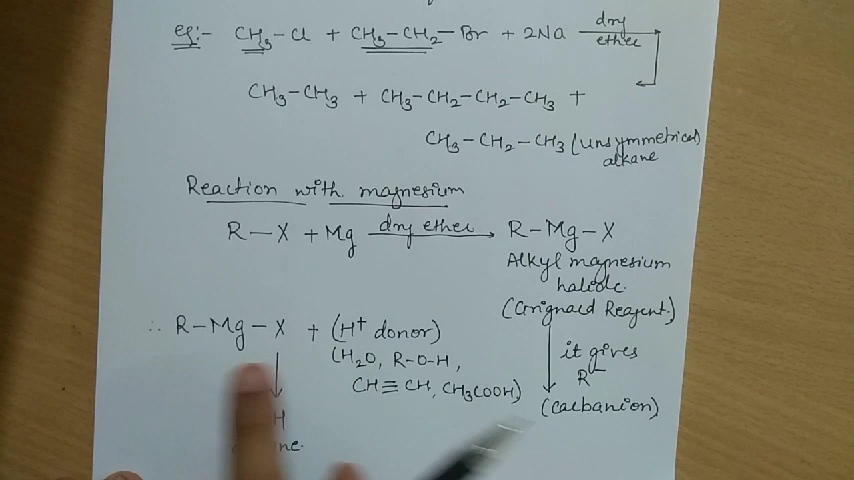 eg:- CH3-Cl + CH3-CH2-Br + 2Na dry ether
CH3-CH3 + CH3-CH2-CH2-CH3 +
CH3-CH2-CH3 (unsymmetrical
alkane
Reaction with magnesium
R-X + Mg dry ether R-Mg-X
Alkyl magnesium
halide
(Grignard Reagent)
∴ R-Mg-X + (H+ donor)
(H2O, R-O-H,
CH≡CH, CH3COOH)
it gives
R-
(carbanion)
H